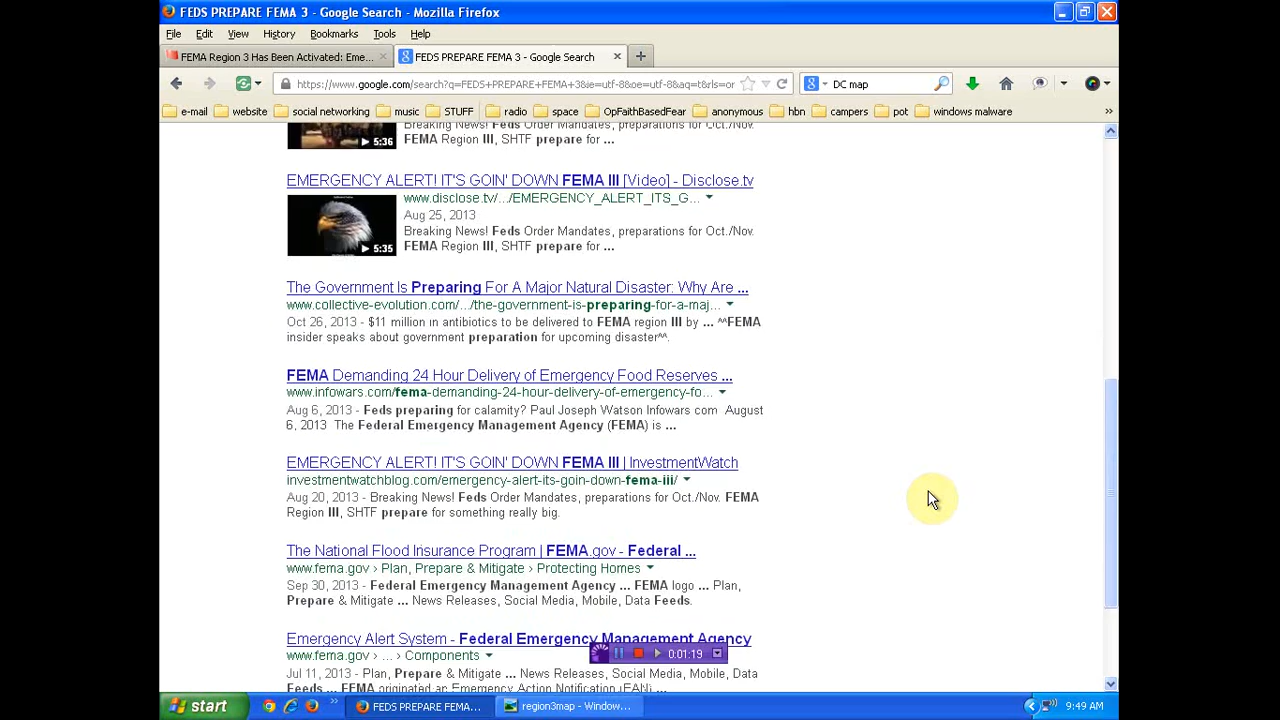 FEDS PREPARE FEMA 3 - Google Search - Mozilla Firefox
File Edit View History Bookmarks Tools Help
FEMA Region 3 Has Been Activated: Eme... FEDS PREPARE FEMA 3 - Google Search
https://www.google.com/search?q=FEDS+PREPARE+FEMA+3&ie=utf-8&oe=utf-8&aq=t&rls=or DC map
e-mail website social networking music STUFF radio space OpFaithBasedFear anonymous hbn campers pot windows malware
Breaking News! Feds Order Mandates, preparations for Oct./Nov.
5:36 FEMA Region III, SHTF prepare for ...
EMERGENCY ALERT! IT'S GOIN' DOWN FEMA III [Video] - Disclose.tv
www.disclose.tv/.../EMERGENCY_ALERT_ITS_G...
Aug 25, 2013
Breaking News! Feds Order Mandates, preparations for Oct./Nov.
5:35 FEMA Region III, SHTF prepare for ...
The Government Is Preparing For A Major Natural Disaster: Why Are ...
www.collective-evolution.com/.../the-government-is-preparing-for-a-maj...
Oct 26, 2013 - $11 million in antibiotics to be delivered to FEMA region III by ... ^^FEMA
insider speaks about government preparation for upcoming disaster^^.
FEMA Demanding 24 Hour Delivery of Emergency Food Reserves ...
www.infowars.com/fema-demanding-24-hour-delivery-of-emergency-fo...
Aug 6, 2013 - Feds preparing for calamity? Paul Joseph Watson Infowars com August
6, 2013 The Federal Emergency Management Agency (FEMA) is ...
EMERGENCY ALERT! IT'S GOIN' DOWN FEMA III | InvestmentWatch
investmentwatchblog.com/emergency-alert-its-goin-down-fema-iii/
Aug 20, 2013 - Breaking News! Feds Order Mandates, preparations for Oct./Nov. FEMA
Region III, SHTF prepare for something really big.
The National Flood Insurance Program | FEMA.gov - Federal ...
www.fema.gov › Plan, Prepare & Mitigate › Protecting Homes
Sep 30, 2013 - Federal Emergency Management Agency ... FEMA logo ... Plan,
Prepare & Mitigate ... News Releases, Social Media, Mobile, Data Feeds.
Emergency Alert System - Federal Emergency Management Agency
www.fema.gov › ... › Components
0:01:19
Jul 11, 2013 - Plan, Prepare & Mitigate ... News Releases, Social Media, Mobile, Data
Feeds. ... FEMA originated an Emergency Action Notification (EAN) ...
start FEDS PREPARE FEMA... region3map - Window... 9:49 AM